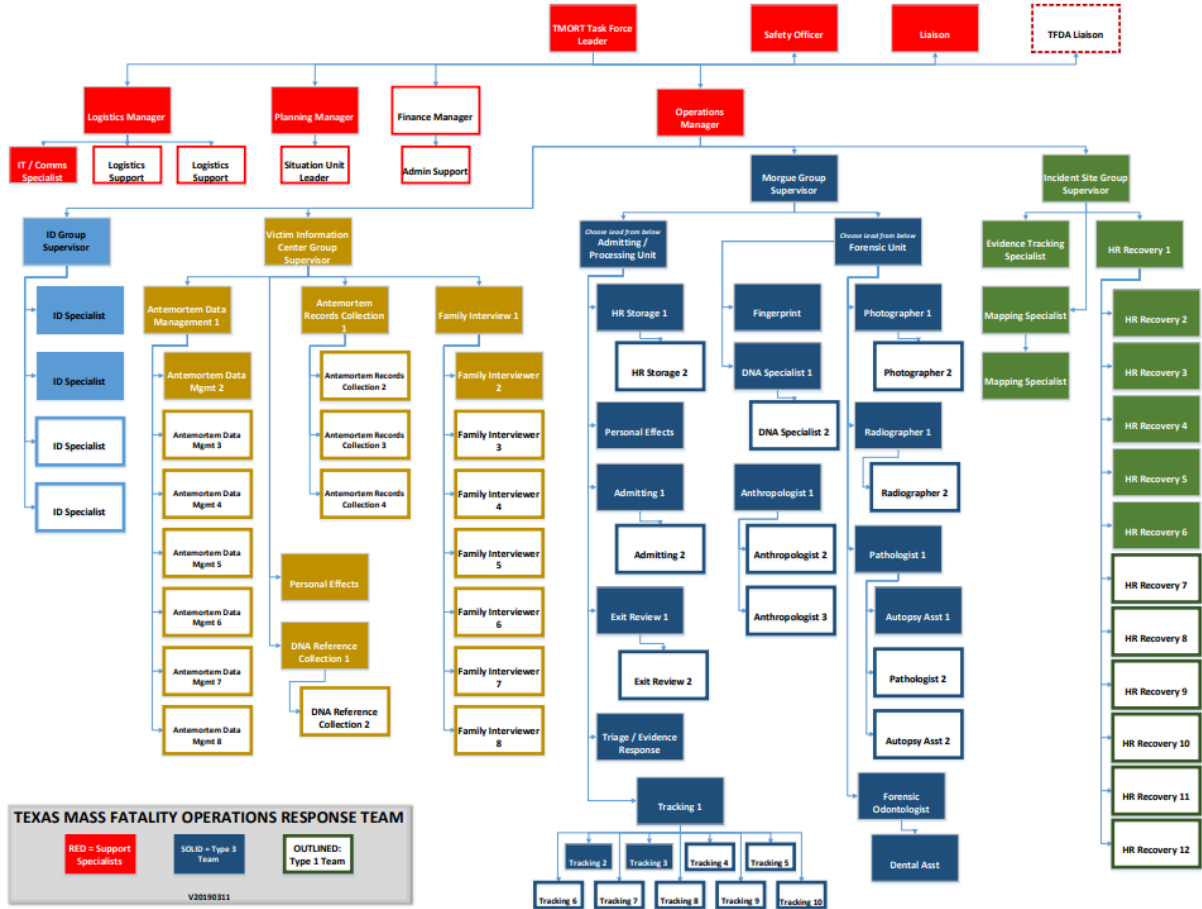 TMORT Task Force
Leader
Safety Officer
Liaison
TFDA Liaison
Logistics Manager
Planning Manager
Finance Manager
Operations
Manager
IT / Comms
Specialist
Logistics
Support
Logistics
Support
Situation Unit
Leader
Admin Support
Morgue Group
Supervisor
Incident Site Group
Supervisor
ID Group
Supervisor
Victim Information
Center Group
Supervisor
Choose Lead from below
Admitting /
Processing Unit
Choose Lead from below
Forensic Unit
Evidence Tracking
Specialist
HR Recovery 1
ID Specialist
ID Specialist
ID Specialist
ID Specialist
Antemortem Data
Management 1
Antemortem Data
Mgmt 2
Antemortem Data
Mgmt 3
Antemortem Data
Mgmt 4
Antemortem Data
Mgmt 5
Antemortem Data
Mgmt 6
Antemortem Data
Mgmt 7
Antemortem Data
Mgmt 8
Antemortem
Records Collection
1
Antemortem Records
Collection 2
Antemortem Records
Collection 3
Antemortem Records
Collection 4
Personal Effects
DNA Reference
Collection 1
DNA Reference
Collection 2
Family Interview 1
Family Interviewer
2
Family Interviewer
3
Family Interviewer
4
Family Interviewer
5
Family Interviewer
6
Family Interviewer
7
Family Interviewer
8
HR Storage 1
HR Storage 2
Personal Effects
Admitting 1
Admitting 2
Exit Review 1
Exit Review 2
Triage / Evidence
Response
Tracking 1
Tracking 2
Tracking 3
Tracking 4
Tracking 5
Tracking 6
Tracking 7
Tracking 8
Tracking 9
Tracking 10
Fingerprint
DNA Specialist 1
DNA Specialist 2
Anthropologist 1
Anthropologist 2
Anthropologist 3
Photographer 1
Photographer 2
Radiographer 1
Radiographer 2
Pathologist 1
Autopsy Asst 1
Pathologist 2
Autopsy Asst 2
Forensic
Odontologist
Dental Asst
Mapping Specialist
Mapping Specialist
HR Recovery 2
HR Recovery 3
HR Recovery 4
HR Recovery 5
HR Recovery 6
HR Recovery 7
HR Recovery 8
HR Recovery 9
HR Recovery 10
HR Recovery 11
HR Recovery 12
TEXAS MASS FATALITY OPERATIONS RESPONSE TEAM
RED = Support
Specialists
SOLID = Type 3
Team
OUTLINED:
Type 1 Team
V20190311